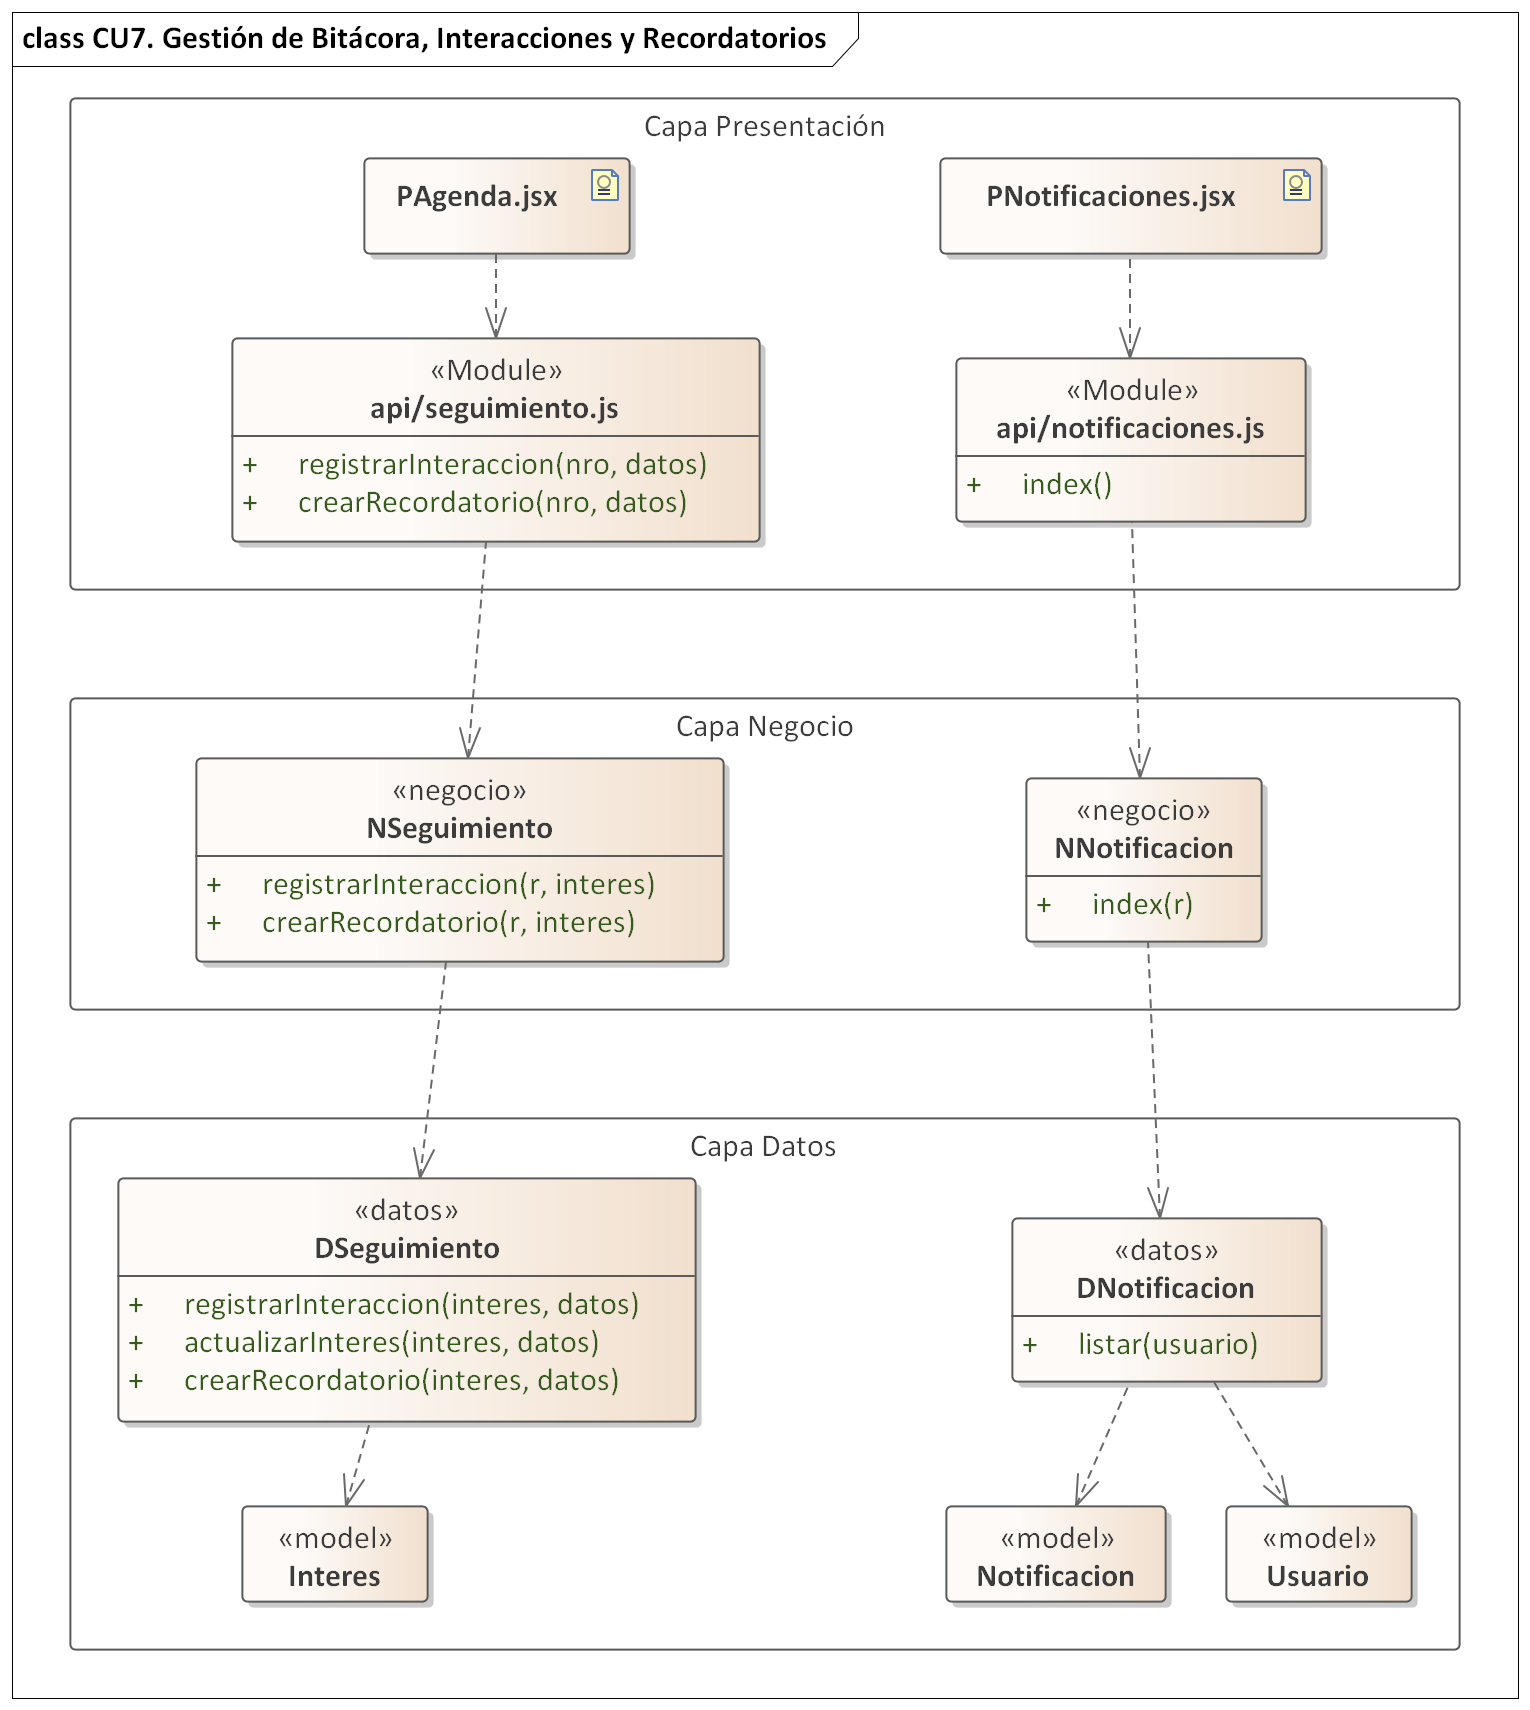 class CU7. Gestión de Bitácora, Interacciones y Recordatorios
Capa Presentación
PAgenda.jsx
PNotificaciones.jsx
«Module»
api/seguimiento.js
+ registrarInteraccion(nro, datos)
+ crearRecordatorio(nro, datos)
«Module»
api/notificaciones.js
+ index()
Capa Negocio
«negocio»
NSeguimiento
+ registrarInteraccion(r, interes)
+ crearRecordatorio(r, interes)
«negocio»
NNotificacion
+ index(r)
Capa Datos
«datos»
DSeguimiento
+ registrarInteraccion(interes, datos)
+ actualizarInteres(interes, datos)
+ crearRecordatorio(interes, datos)
«datos»
DNotificacion
+ listar(usuario)
«model»
Interes
«model»
Notificacion
«model»
Usuario